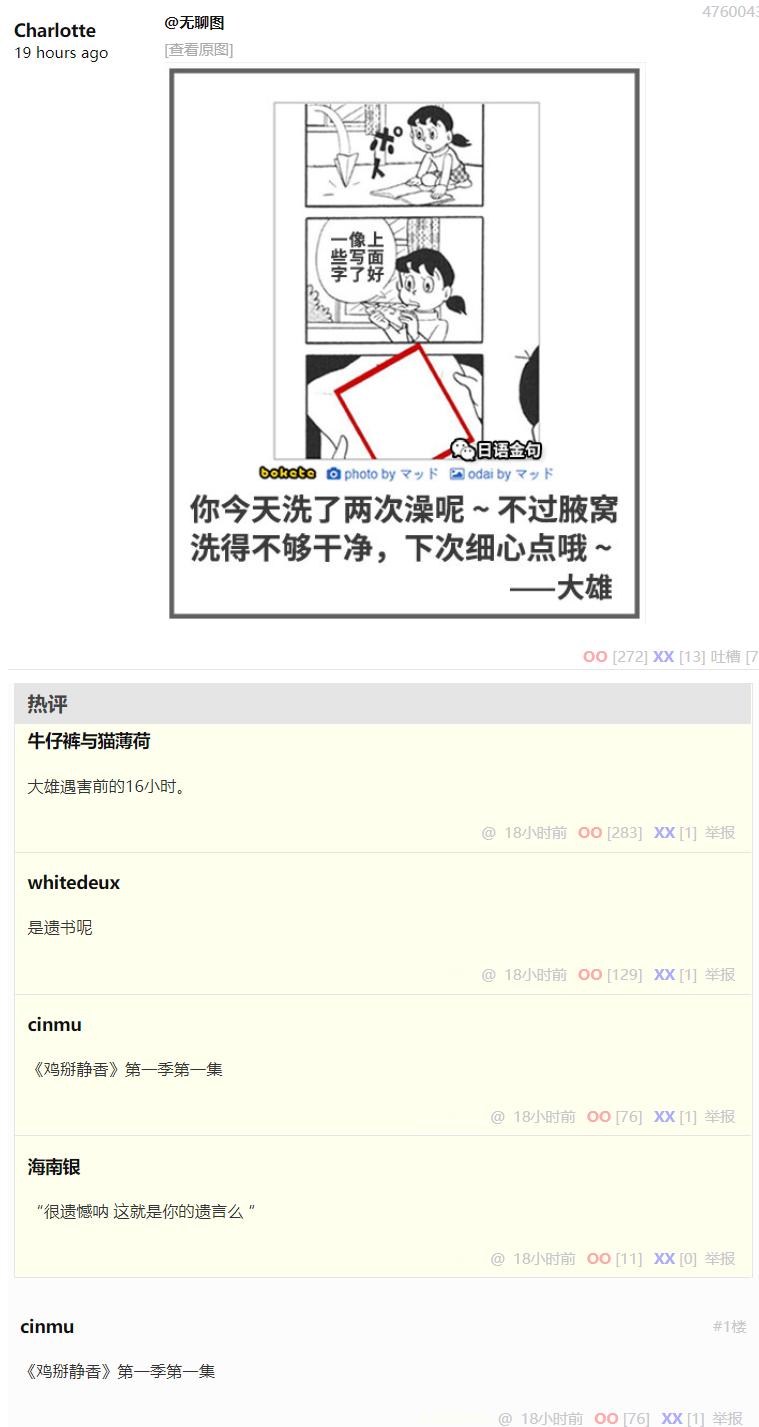 4760043
Charlotte
19 hours ago
@无聊图
[查看原图]
ポトッ
上面好
像写了
一些字
日语金句
bokete photo by マッド odai by マッド
你今天洗了两次澡呢 ~ 不过腋窝
洗得不够干净，下次细心点哦 ~
——大雄
OO [272] XX [13] 吐槽 [7
热评
牛仔裤与猫薄荷
大雄遇害前的16小时。
@ 18小时前 OO [283] XX [1] 举报
whitedeux
是遗书呢
@ 18小时前 OO [129] XX [1] 举报
cinmu
《鸡掰静香》第一季第一集
@ 18小时前 OO [76] XX [1] 举报
海南银
“很遗憾呐 这就是你的遗言么 “
@ 18小时前 OO [11] XX [0] 举报
cinmu
#1楼
《鸡掰静香》第一季第一集
@ 18小时前 OO [76] XX [1] 举报